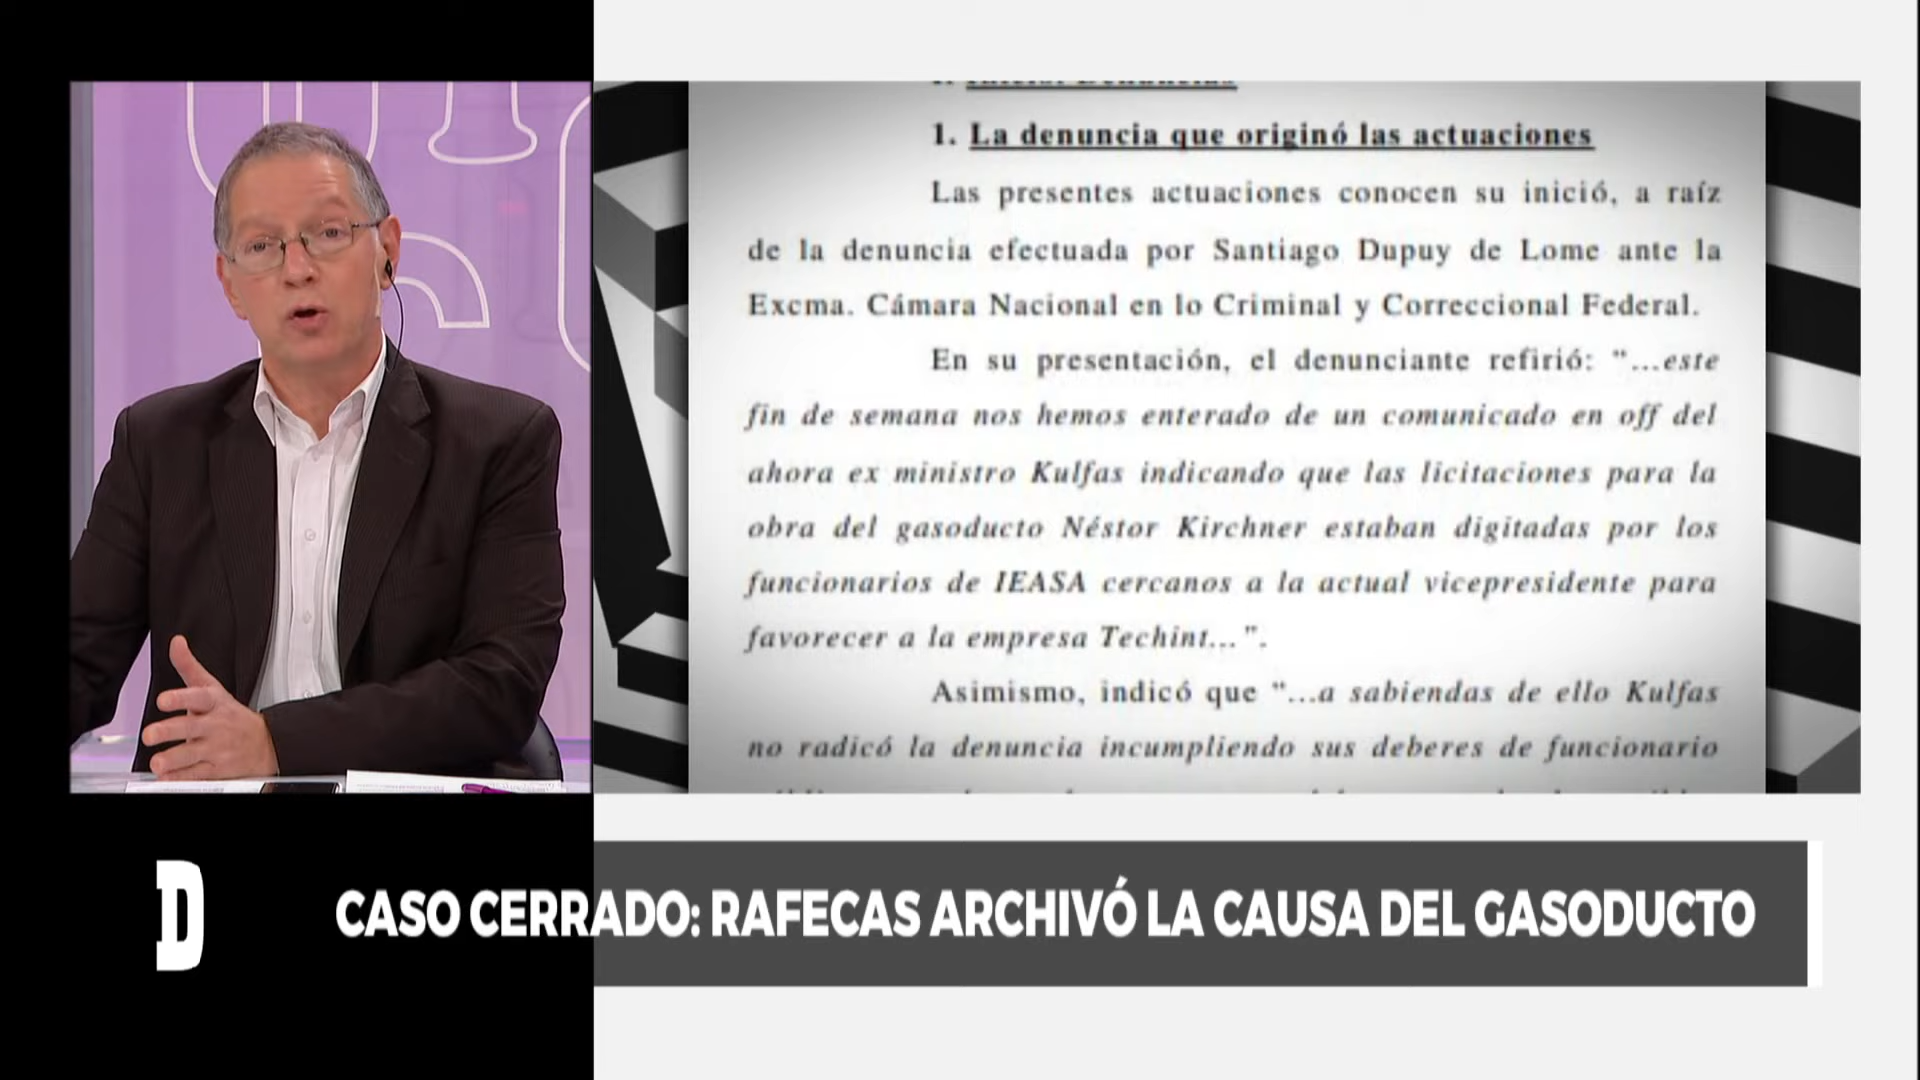 1. La denuncia que originó las actuaciones
Las presentes actuaciones conocen su inició, a raíz
de la denuncia efectuada por Santiago Dupuy de Lome ante la
Excma. Cámara Nacional en lo Criminal y Correccional Federal.
En su presentación, el denunciante refirió: "...este
fin de semana nos hemos enterado de un comunicado en off del
ahora ex ministro Kulfas indicando que las licitaciones para la
obra del gasoducto Néstor Kirchner estaban digitadas por los
funcionarios de IEASA cercanos a la actual vicepresidente para
favorecer a la empresa Techint...".
Asimismo, indicó que "...a sabiendas de ello Kulfas
no radicó la denuncia incumpliendo sus deberes de funcionario
D
CASO CERRADO: RAFECAS ARCHIVÓ LA CAUSA DEL GASODUCTO